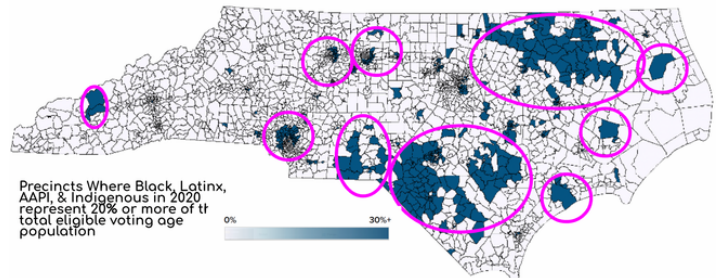 Precincts Where Black, Latinx,
AAPI, & Indigenous in 2020
represent 20% or more of th
total eligible voting age
population
0% 30%+